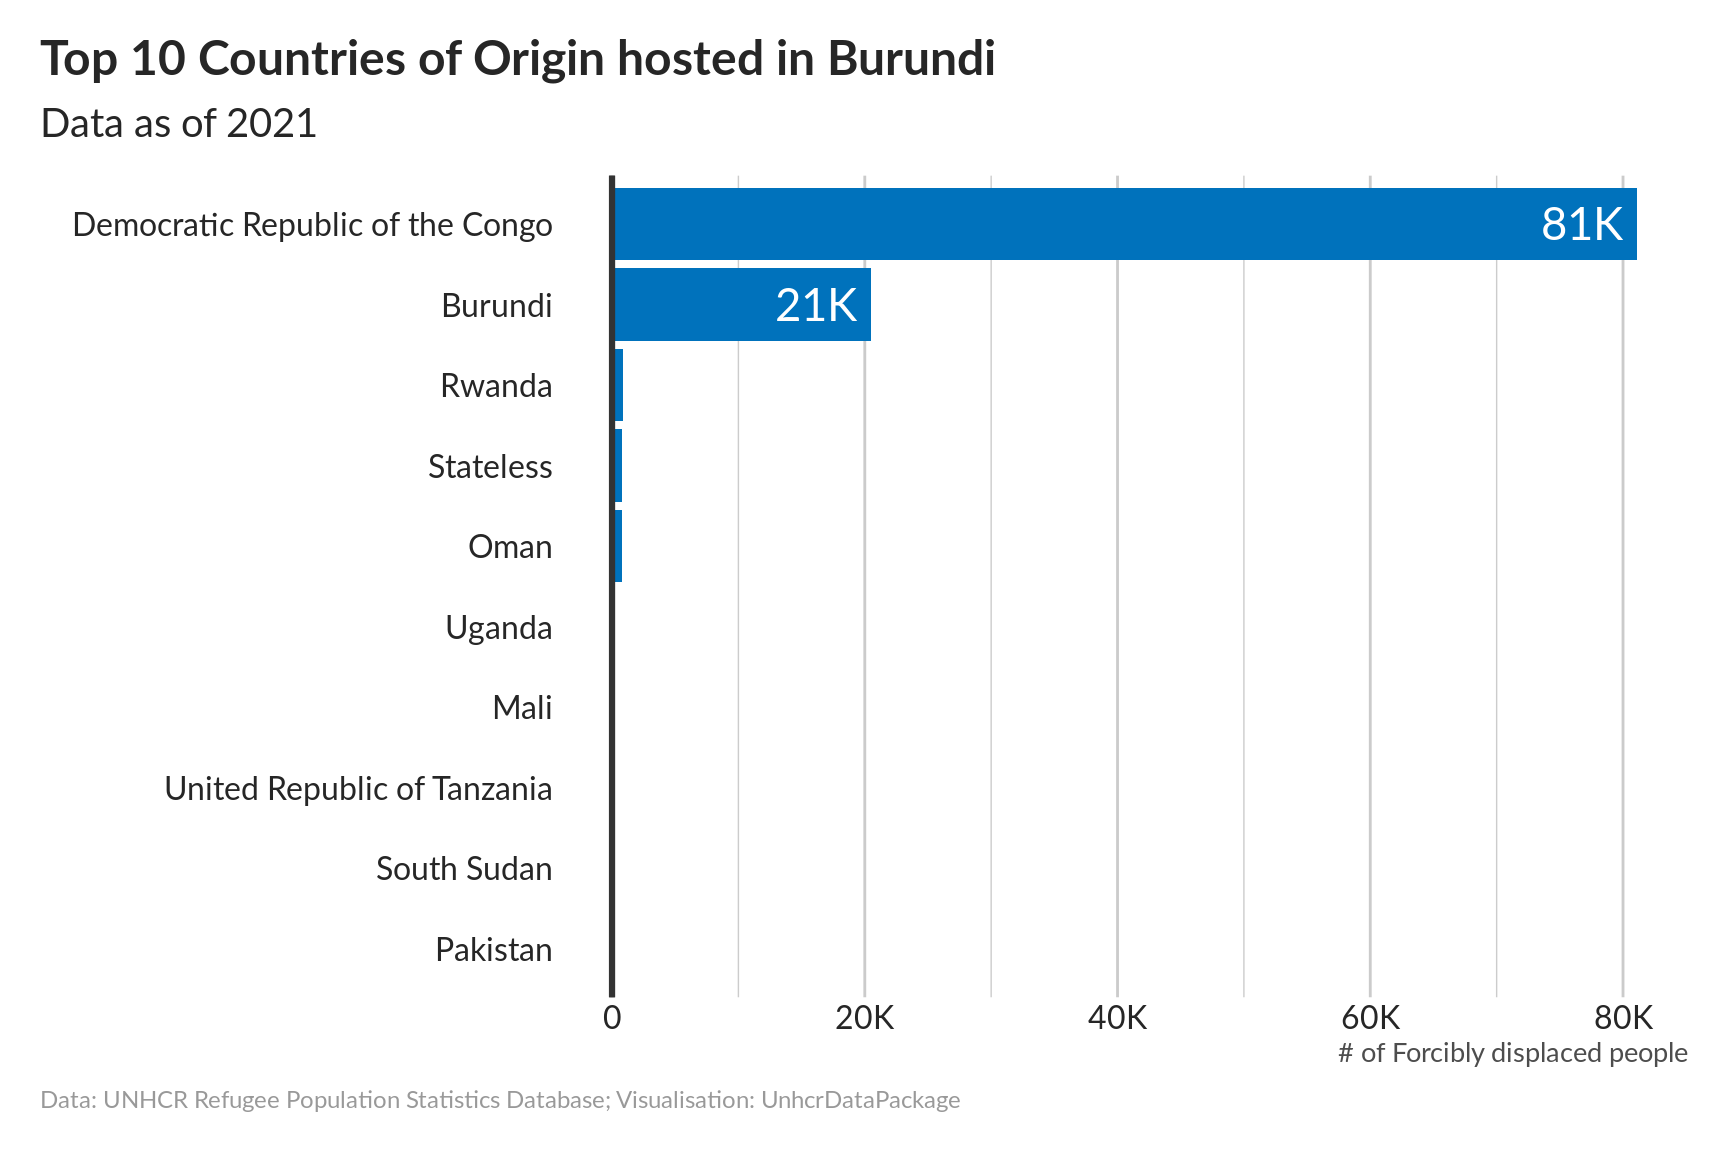 Top 10 Countries of Origin hosted in Burundi
Data as of 2021
Democratic Republic of the Congo 81K
Burundi 21K
Rwanda
Stateless
Oman
Uganda
Mali
United Republic of Tanzania
South Sudan
Pakistan
0 20K 40K 60K 80K
# of Forcibly displaced people
Data: UNHCR Refugee Population Statistics Database; Visualisation: UnhcrDataPackage